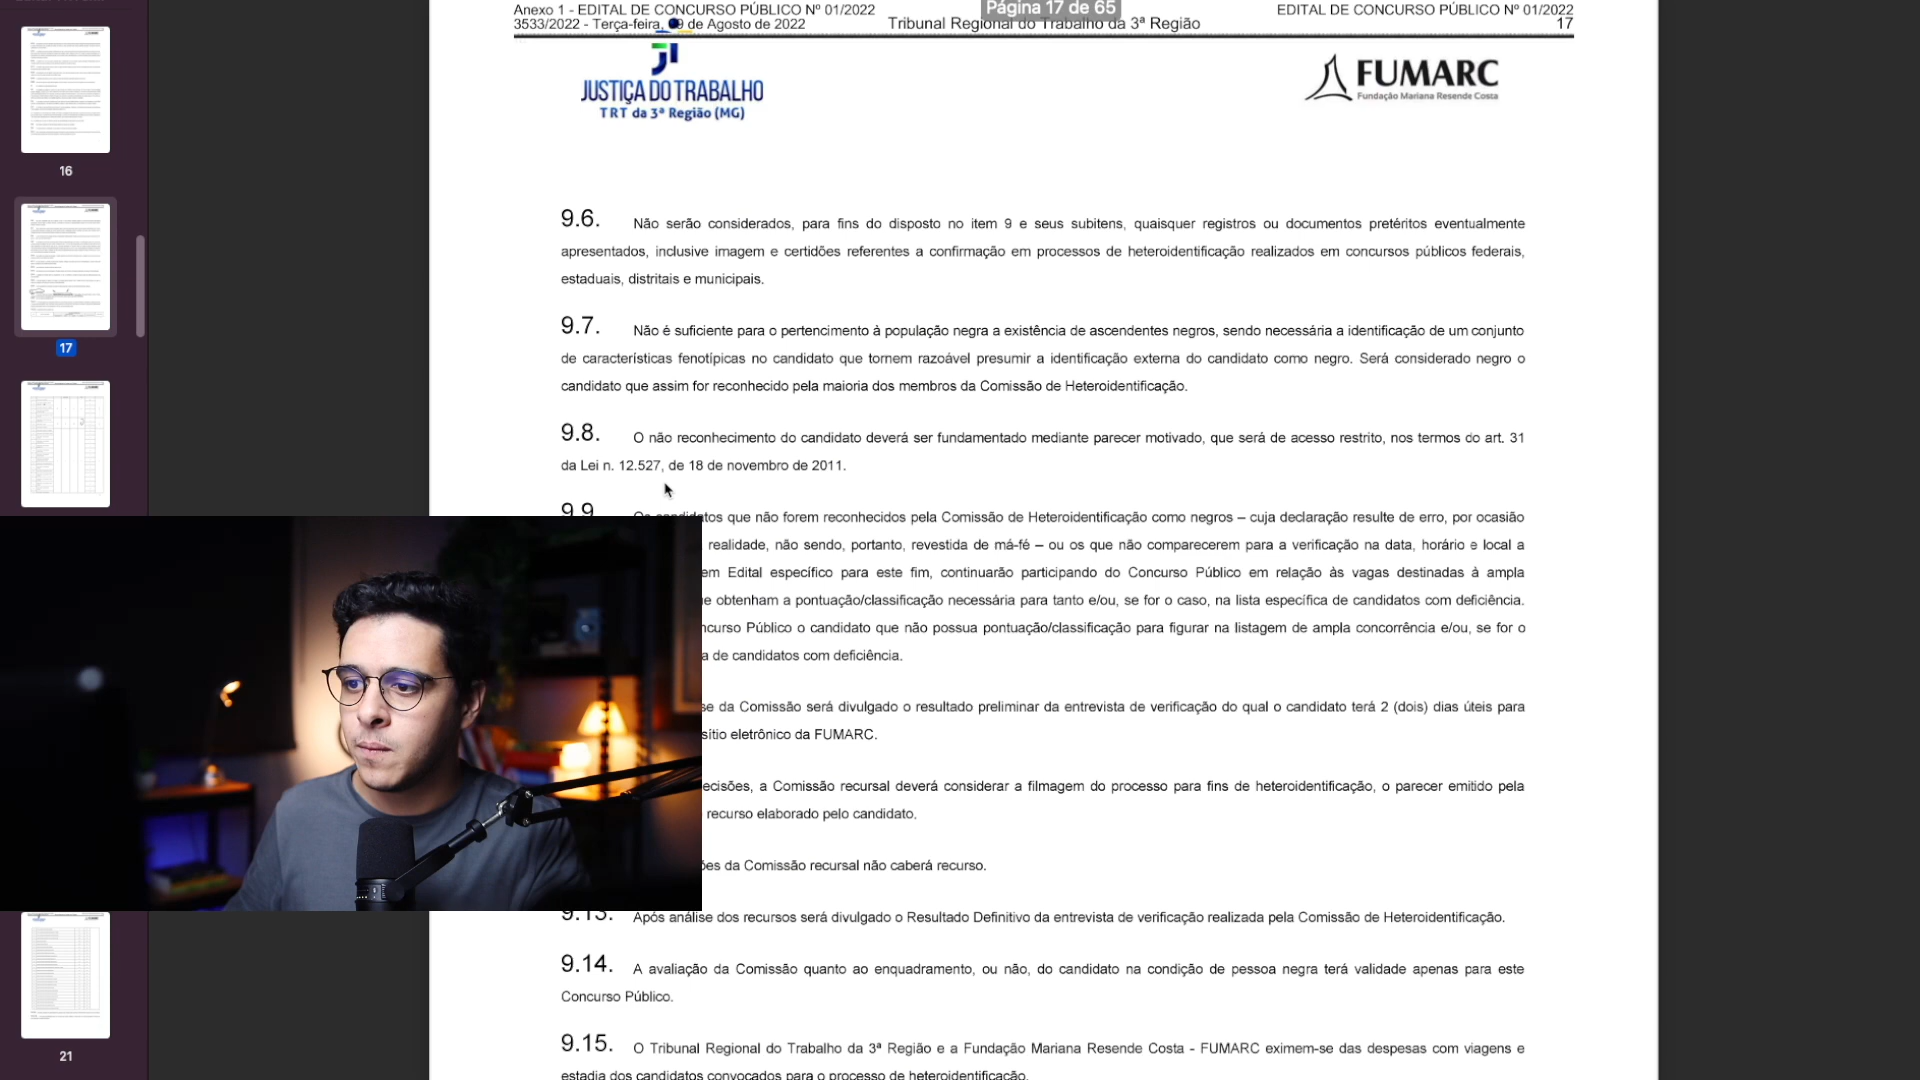 Anexo 1 - EDITAL DE CONCURSO PÚBLICO Nº 01/2022
EDITAL DE CONCURSO PÚBLICO Nº 01/2022
Página 17 de 65
3533/2022 - Terça-feira, 09 de Agosto de 2022
Tribunal Regional do Trabalho da 3ª Região
17
JUSTIÇA DO TRABALHO
TRT da 3ª Região (MG)
FUMARC
Fundação Mariana Resende Costa
16
17
21
9.6. Não serão considerados, para fins do disposto no item 9 e seus subitens, quaisquer registros ou documentos pretéritos eventualmente
apresentados, inclusive imagem e certidões referentes a confirmação em processos de heteroidentificação realizados em concursos públicos federais,
estaduais, distritais e municipais.
9.7. Não é suficiente para o pertencimento à população negra a existência de ascendentes negros, sendo necessária a identificação de um conjunto
de características fenotípicas no candidato que tornem razoável presumir a identificação externa do candidato como negro. Será considerado negro o
candidato que assim for reconhecido pela maioria dos membros da Comissão de Heteroidentificação.
9.8. O não reconhecimento do candidato deverá ser fundamentado mediante parecer motivado, que será de acesso restrito, nos termos do art. 31
da Lei n. 12.527, de 18 de novembro de 2011.
9.9 Os candidatos que não forem reconhecidos pela Comissão de Heteroidentificação como negros – cuja declaração resulte de erro, por ocasião
realidade, não sendo, portanto, revestida de má-fé – ou os que não comparecerem para a verificação na data, horário e local a
em Edital específico para este fim, continuarão participando do Concurso Público em relação às vagas destinadas à ampla
e obtenham a pontuação/classificação necessária para tanto e/ou, se for o caso, na lista específica de candidatos com deficiência.
ncurso Público o candidato que não possua pontuação/classificação para figurar na listagem de ampla concorrência e/ou, se for o
a de candidatos com deficiência.
se da Comissão será divulgado o resultado preliminar da entrevista de verificação do qual o candidato terá 2 (dois) dias úteis para
sítio eletrônico da FUMARC.
ecisões, a Comissão recursal deverá considerar a filmagem do processo para fins de heteroidentificação, o parecer emitido pela
recurso elaborado pelo candidato.
ões da Comissão recursal não caberá recurso.
9.13. Após análise dos recursos será divulgado o Resultado Definitivo da entrevista de verificação realizada pela Comissão de Heteroidentificação.
9.14. A avaliação da Comissão quanto ao enquadramento, ou não, do candidato na condição de pessoa negra terá validade apenas para este
Concurso Público.
9.15. O Tribunal Regional do Trabalho da 3ª Região e a Fundação Mariana Resende Costa - FUMARC eximem-se das despesas com viagens e
estadia dos candidatos convocados para o processo de heteroidentificação.